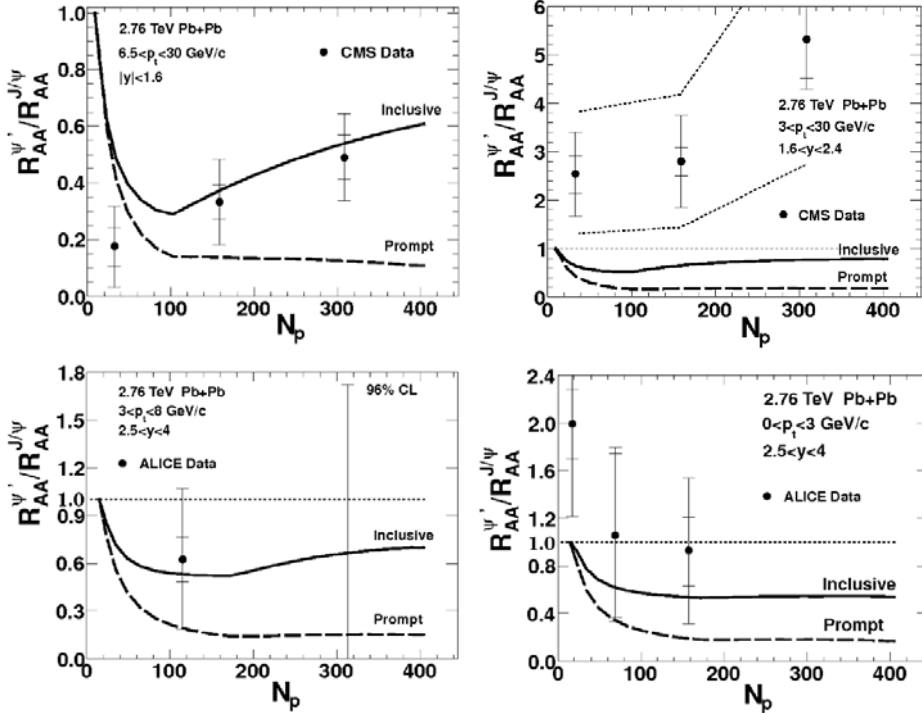 1.0
0.8
0.6
0.4
0.2
0.0
R_AA^ψ' / R_AA^J/ψ
2.76 TeV Pb+Pb
6.5<p_t<30 GeV/c
|y|<1.6
CMS Data
Inclusive
Prompt
0 100 200 300 400
N_p
6
5
4
3
2
1
0
R_AA^ψ' / R_AA^J/ψ
2.76 TeV Pb+Pb
3<p_t<30 GeV/c
1.6<y<2.4
CMS Data
Inclusive
Prompt
0 100 200 300 400
N_p
1.8
1.5
1.2
1.0
0.9
0.6
0.3
0.0
R_AA^ψ' / R_AA^J/ψ
2.76 TeV Pb+Pb
3<p_t<8 GeV/c
2.5<y<4
96% CL
ALICE Data
Inclusive
Prompt
0 100 200 300 400
N_p
2.4
2.0
1.6
1.2
1.0
0.8
0.4
0.0
R_AA^ψ' / R_AA^J/ψ
2.76 TeV Pb+Pb
0<p_t<3 GeV/c
2.5<y<4
ALICE Data
Inclusive
Prompt
0 100 200 300 400
N_p